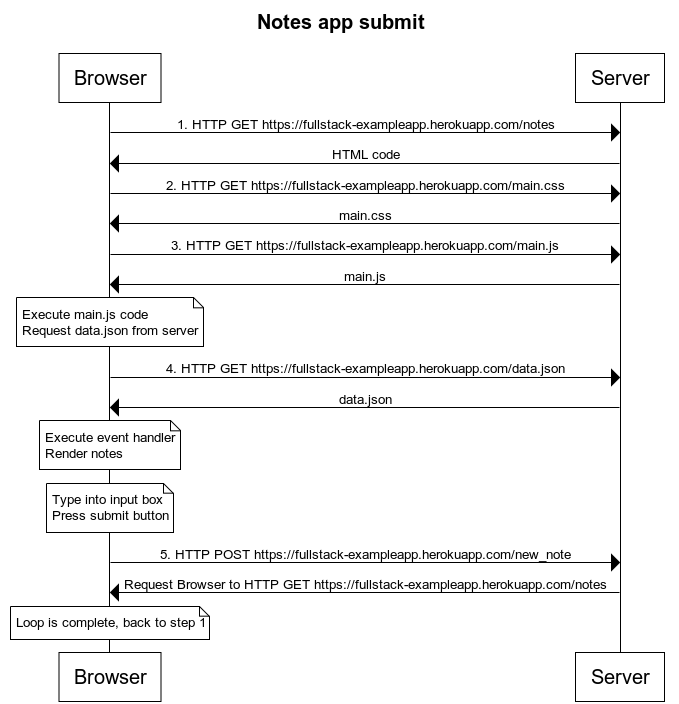 Notes app submit
Browser
Server
1. HTTP GET https://fullstack-exampleapp.herokuapp.com/notes
HTML code
2. HTTP GET https://fullstack-exampleapp.herokuapp.com/main.css
main.css
3. HTTP GET https://fullstack-exampleapp.herokuapp.com/main.js
main.js
Execute main.js code
Request data.json from server
4. HTTP GET https://fullstack-exampleapp.herokuapp.com/data.json
data.json
Execute event handler
Render notes
Type into input box
Press submit button
5. HTTP POST https://fullstack-exampleapp.herokuapp.com/new_note
Request Browser to HTTP GET https://fullstack-exampleapp.herokuapp.com/notes
Loop is complete, back to step 1
Browser
Server